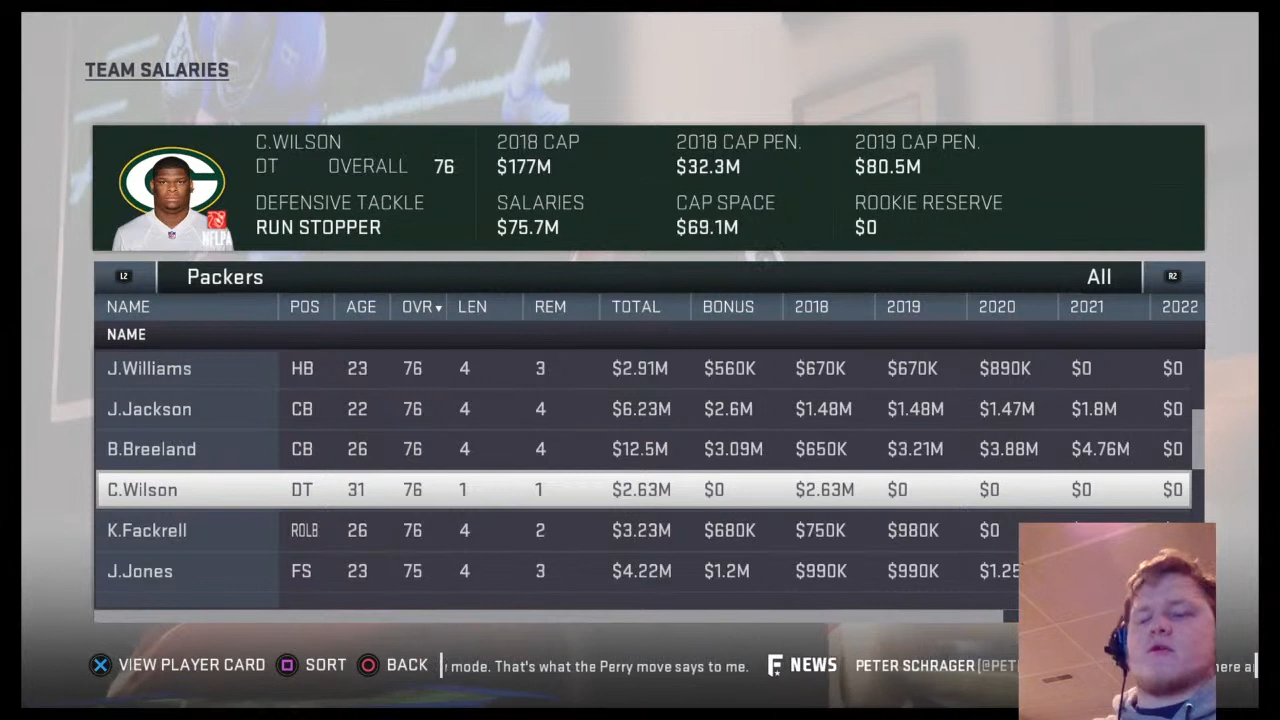 TEAM SALARIES
C.WILSON
DT OVERALL 76
DEFENSIVE TACKLE
RUN STOPPER
2018 CAP
$177M
SALARIES
$75.7M
2018 CAP PEN.
$32.3M
CAP SPACE
$69.1M
2019 CAP PEN.
$80.5M
ROOKIE RESERVE
$0
L2 Packers All R2
NAME POS AGE OVR LEN REM TOTAL BONUS 2018 2019 2020 2021 2022
NAME
J.Williams HB 23 76 4 3 $2.91M $560K $670K $670K $890K $0 $0
J.Jackson CB 22 76 4 4 $6.23M $2.6M $1.48M $1.48M $1.47M $1.8M $0
B.Breeland CB 26 76 4 4 $12.5M $3.09M $650K $3.21M $3.88M $4.76M $0
C.Wilson DT 31 76 1 1 $2.63M $0 $2.63M $0 $0 $0 $0
K.Fackrell ROLB 26 76 4 2 $3.23M $680K $750K $980K $0
J.Jones FS 23 75 4 3 $4.22M $1.2M $990K $990K $1.25
VIEW PLAYER CARD SORT BACK mode. That's what the Perry move says to me. NEWS PETER SCHRAGER (@PET